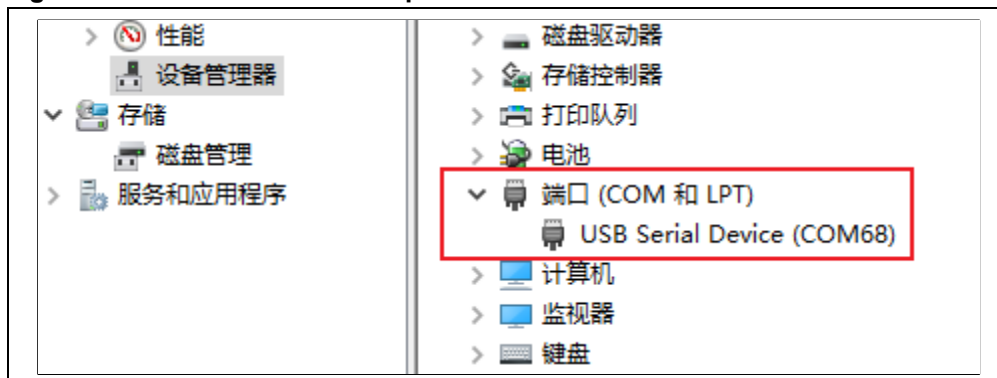 性能
设备管理器
存储
磁盘管理
服务和应用程序
磁盘驱动器
存储控制器
打印队列
电池
端口 (COM 和 LPT)
USB Serial Device (COM68)
计算机
监视器
键盘